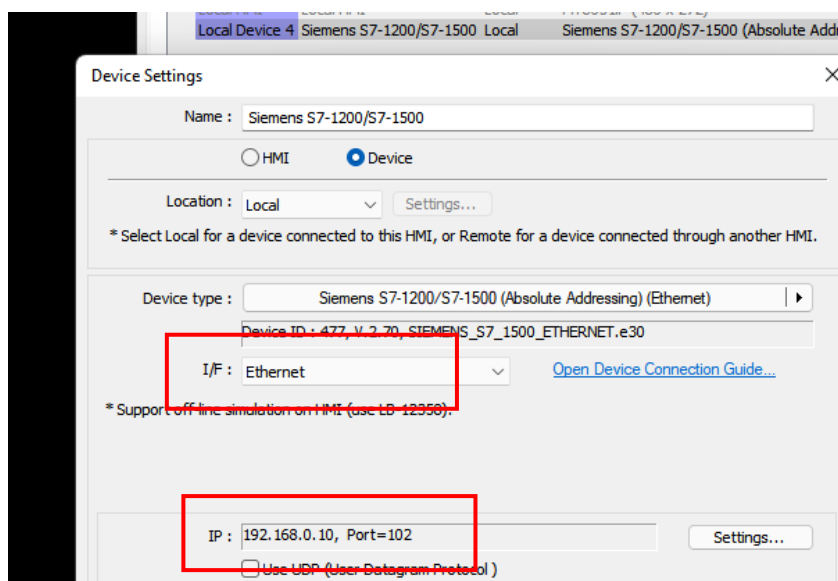 Local Device 4 Siemens S7-1200/S7-1500 Local Siemens S7-1200/S7-1500 (Absolute Addr
Device Settings
Name : Siemens S7-1200/S7-1500
HMI Device
Location : Local Settings...
* Select Local for a device connected to this HMI, or Remote for a device connected through another HMI.
Device type : Siemens S7-1200/S7-1500 (Absolute Addressing) (Ethernet)
Device ID : 477, V.2.70, SIEMENS_S7_1500_ETHERNET.e30
I/F : Ethernet Open Device Connection Guide...
* Support off-line simulation on HMI (use LB-12358).
IP : 192.168.0.10, Port=102 Settings...
Use UDP (User Datagram Protocol )